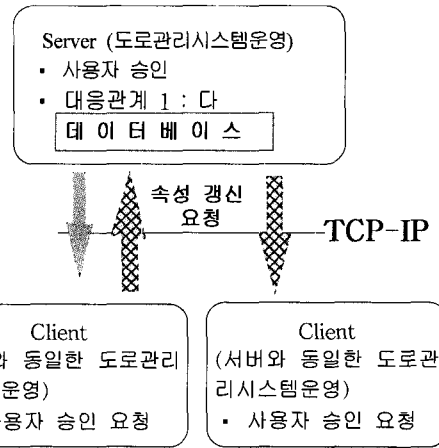 Server (도로관리시스템운영)
▪ 사용자 승인
▪ 대응관계 1 : 다
데 이 터 베 이 스
속성 갱신
요청
TCP-IP
Client
동일한 도로관리
운영)
사용자 승인 요청
Client
(서버와 동일한 도로관
리시스템운영)
▪ 사용자 승인 요청